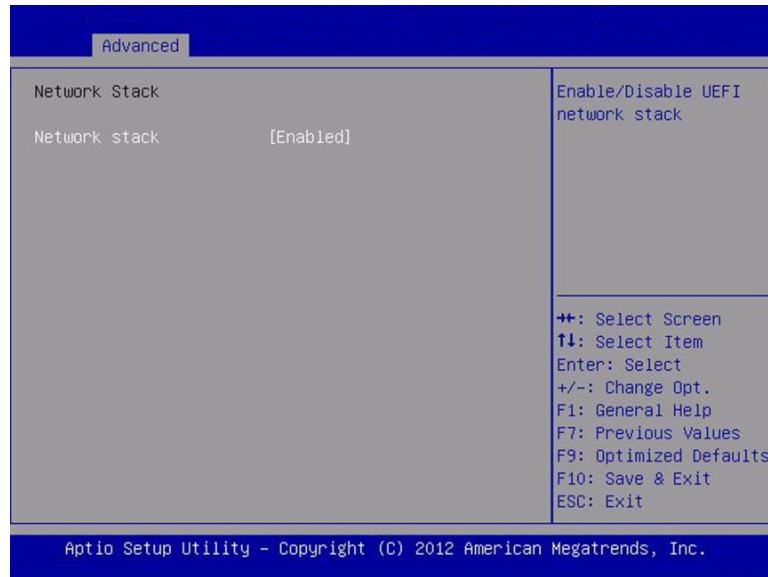 Advanced
Network Stack
Network stack [Enabled]
Enable/Disable UEFI
network stack
→←: Select Screen
↑↓: Select Item
Enter: Select
+/-: Change Opt.
F1: General Help
F7: Previous Values
F9: Optimized Defaults
F10: Save & Exit
ESC: Exit
Aptio Setup Utility - Copyright (C) 2012 American Megatrends, Inc.